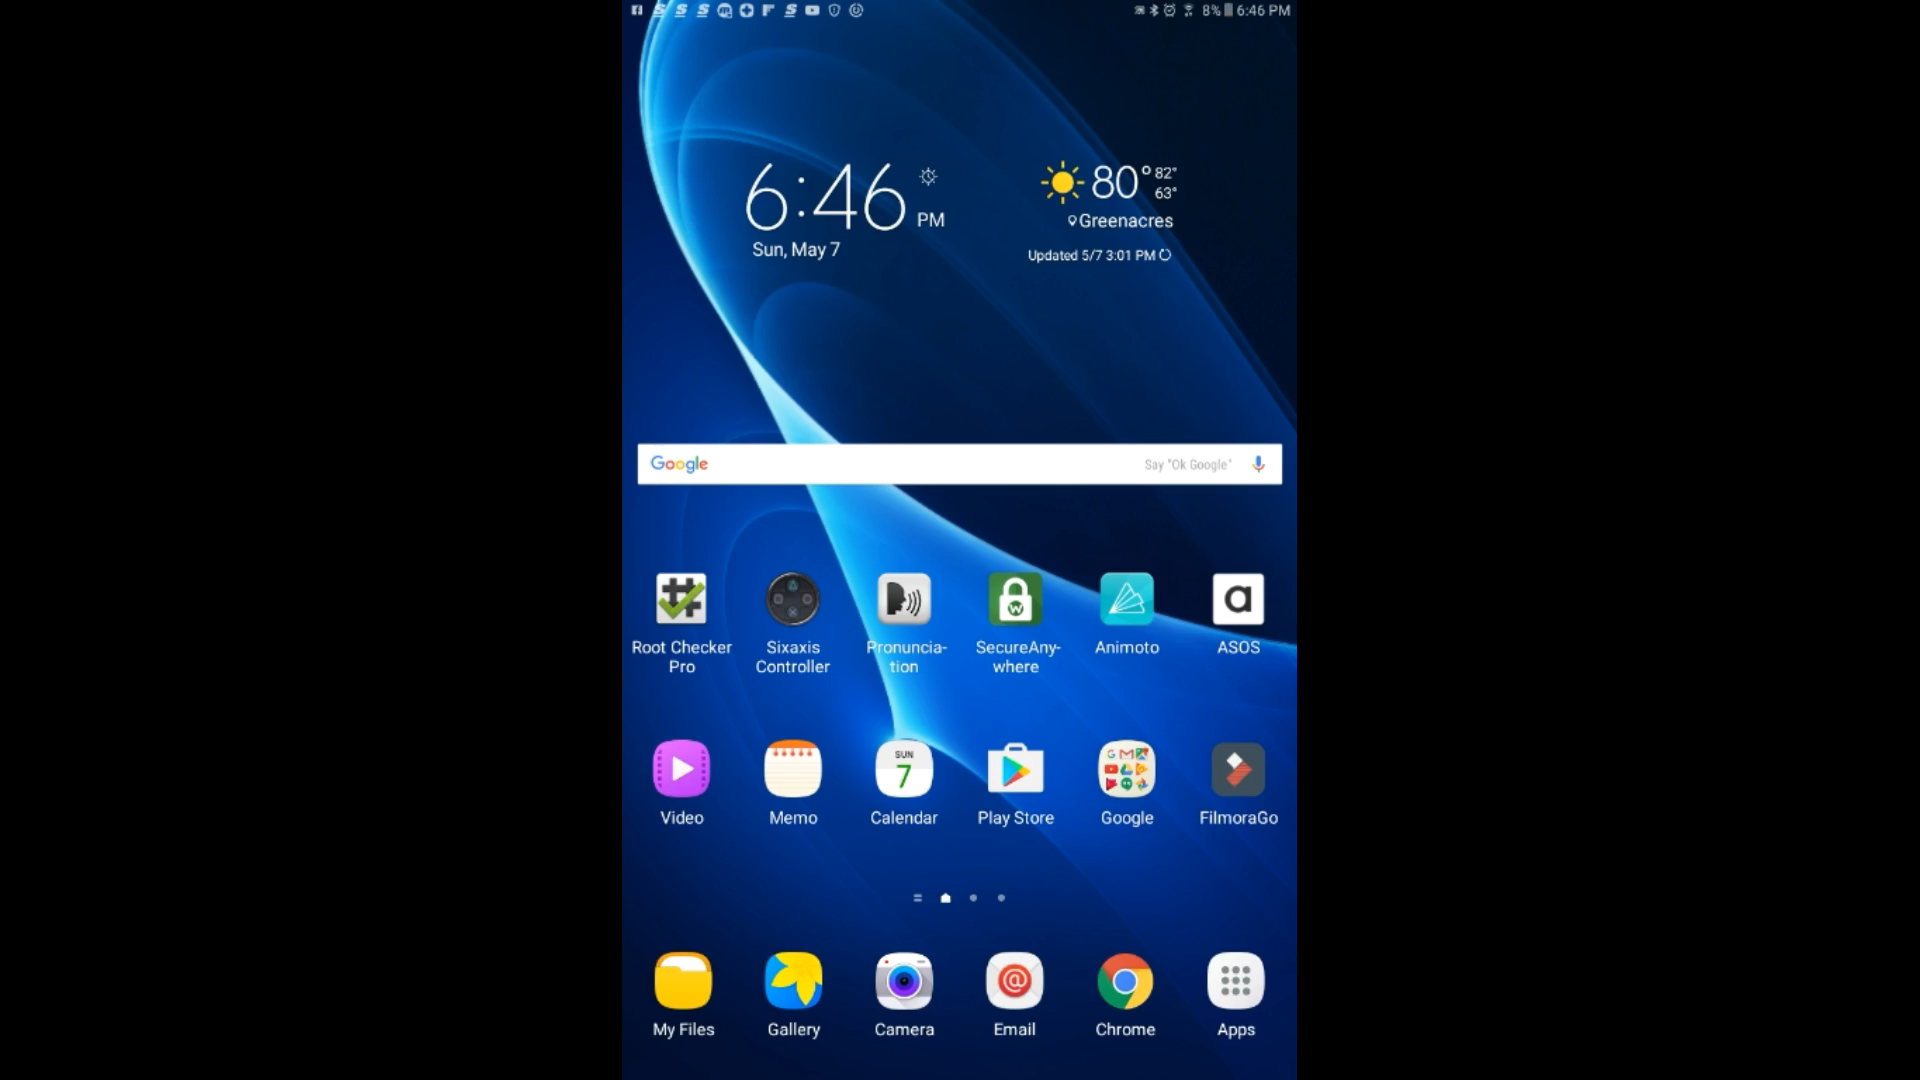 8% 6:46 PM
6:46 PM
Sun, May 7
80° 82°
63°
Greenacres
Updated 5/7 3:01 PM
Google Say "Ok Google"
Root Checker Pro
Sixaxis Controller
Pronuncia-
tion
SecureAny-
where
Animoto
a
ASOS
Video
Memo
SUN
7
Calendar
Play Store
Google
FilmoraGo
My Files
Gallery
Camera
@
Email
Chrome
Apps